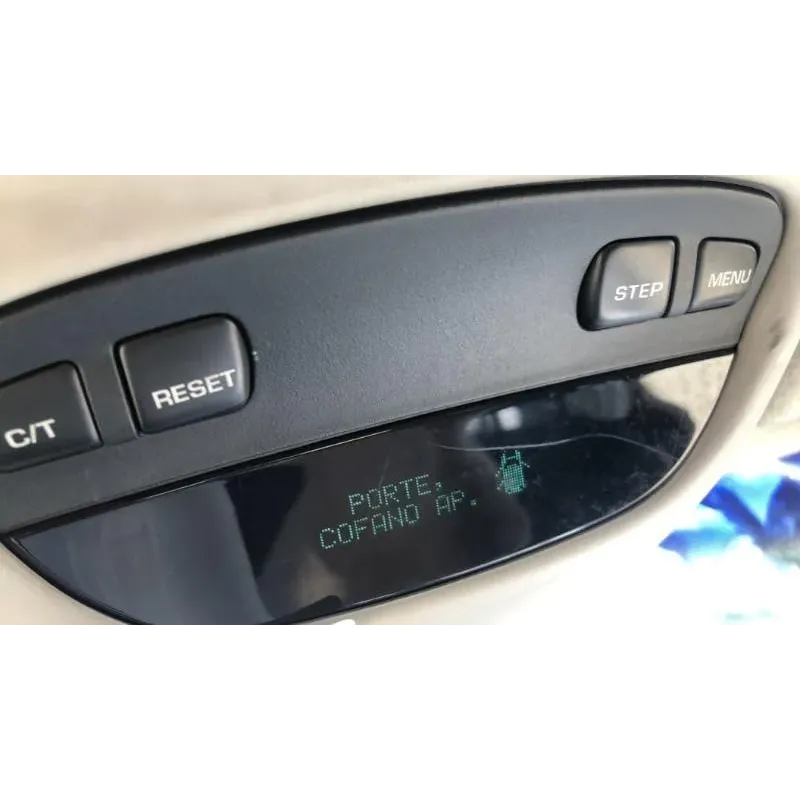 STEP
MENU
C/T
RESET
PORTE,
COFANO AP.